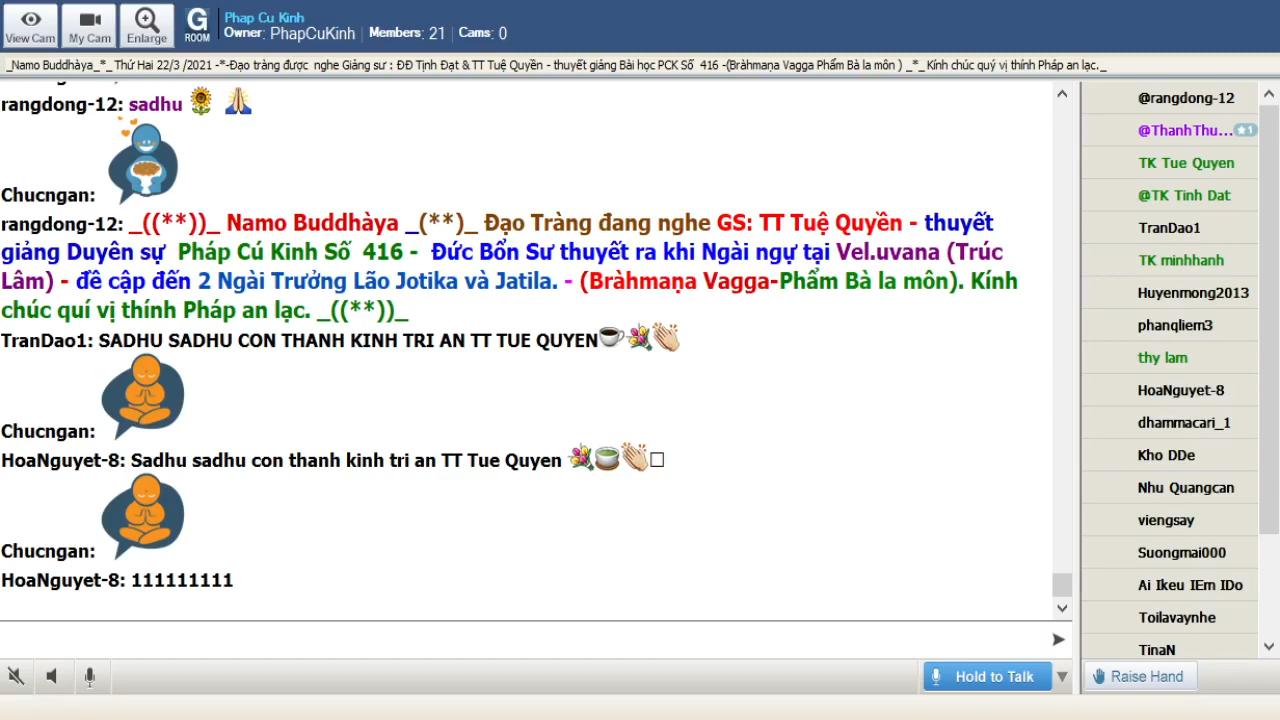 View Cam
My Cam
Enlarge
G
ROOM
Phap Cu Kinh
Owner: PhapCuKinh | Members: 21 | Cams: 0
_Namo Buddhàya_*_ Thứ Hai 22/3 /2021 -*-Đạo tràng được nghe Giảng sư : ĐĐ Tịnh Đạt & TT Tuệ Quyền - thuyết giảng Bài học PCK Số 416 -(Bràhmaṇa Vagga Phẩm Bà la môn ) _*_ Kính chúc quý vị thính Pháp an lạc._
rangdong-12: sadhu 🌻 🙏
Chucngan:
rangdong-12: _((**))_ Namo Buddhàya _(**)_ Đạo Tràng đang nghe GS: TT Tuệ Quyền - thuyết
giảng Duyên sự Pháp Cú Kinh Số 416 - Đức Bổn Sư thuyết ra khi Ngài ngự tại Vel.uvana (Trúc
Lâm) - đề cập đến 2 Ngài Trưởng Lão Jotika và Jatila. - (Bràhmaṇa Vagga-Phẩm Bà la môn). Kính
chúc quí vị thính Pháp an lạc. _((**))_
TranDao1: SADHU SADHU CON THANH KINH TRI AN TT TUE QUYEN☕💐👏
Chucngan:
HoaNguyet-8: Sadhu sadhu con thanh kinh tri an TT Tue Quyen 💐🍵👏□
Chucngan:
HoaNguyet-8: 111111111
@rangdong-12
@ThanhThu... ★1
TK Tue Quyen
@TK Tinh Dat
TranDao1
TK minhhanh
Huyenmong2013
phanqliem3
thy lam
HoaNguyet-8
dhammacari_1
Kho DDe
Nhu Quangcan
viengsay
Suongmai000
Ai Ikeu IEm IDo
Toilavaynhe
TinaN
Hold to Talk
Raise Hand